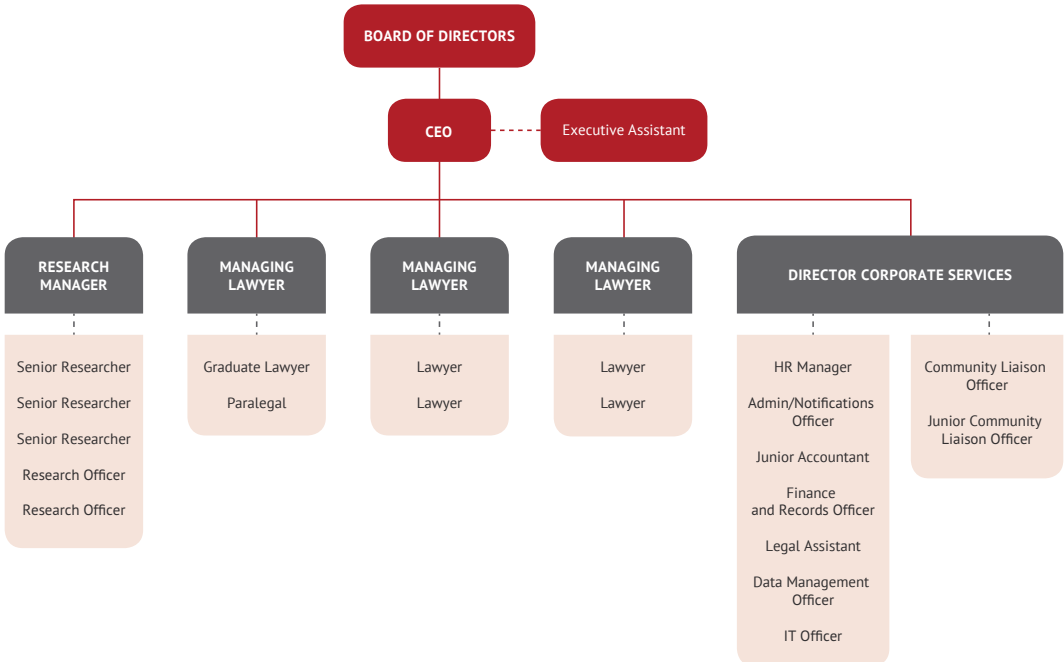 BOARD OF DIRECTORS
CEO
Executive Assistant
RESEARCH
MANAGER
Senior Researcher
Senior Researcher
Senior Researcher
Research Officer
Research Officer
MANAGING
LAWYER
Graduate Lawyer
Paralegal
MANAGING
LAWYER
Lawyer
Lawyer
MANAGING
LAWYER
Lawyer
Lawyer
DIRECTOR CORPORATE SERVICES
HR Manager
Admin/Notifications
Officer
Junior Accountant
Finance
and Records Officer
Legal Assistant
Data Management
Officer
IT Officer
Community Liaison
Officer
Junior Community
Liaison Officer